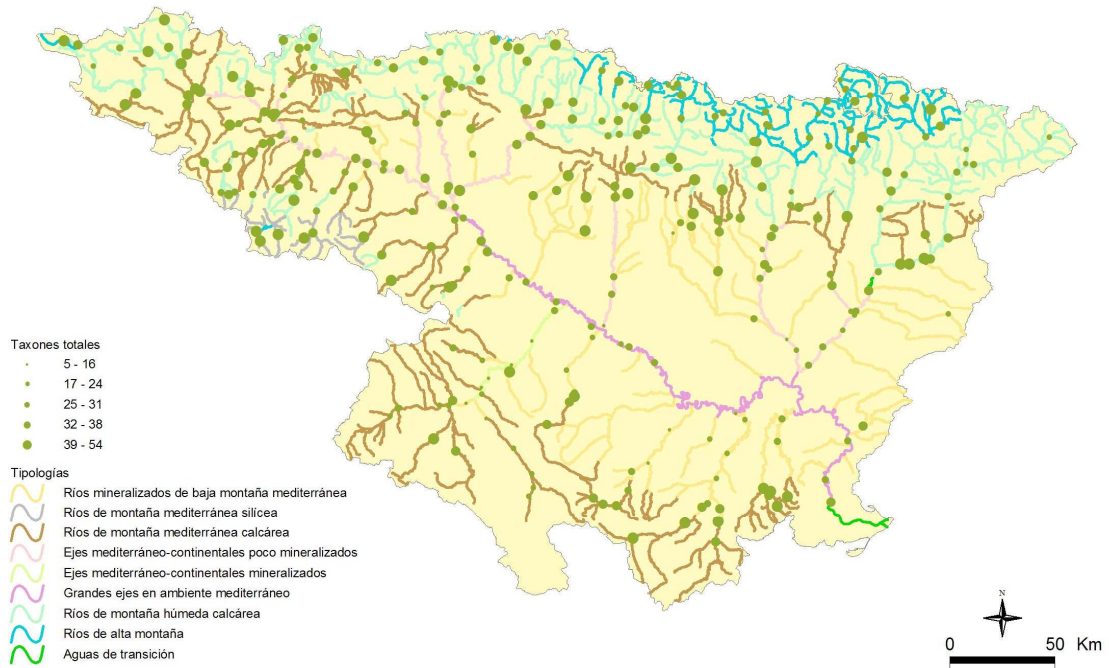 Taxones totales
5 - 16
17 - 24
25 - 31
32 - 38
39 - 54
Tipologías
Ríos mineralizados de baja montaña mediterránea
Ríos de montaña mediterránea silícea
Ríos de montaña mediterránea calcárea
Ejes mediterráneo-continentales poco mineralizados
Ejes mediterráneo-continentales mineralizados
Grandes ejes en ambiente mediterráneo
Ríos de montaña húmeda calcárea
Ríos de alta montaña
Aguas de transición
N
0 50 Km